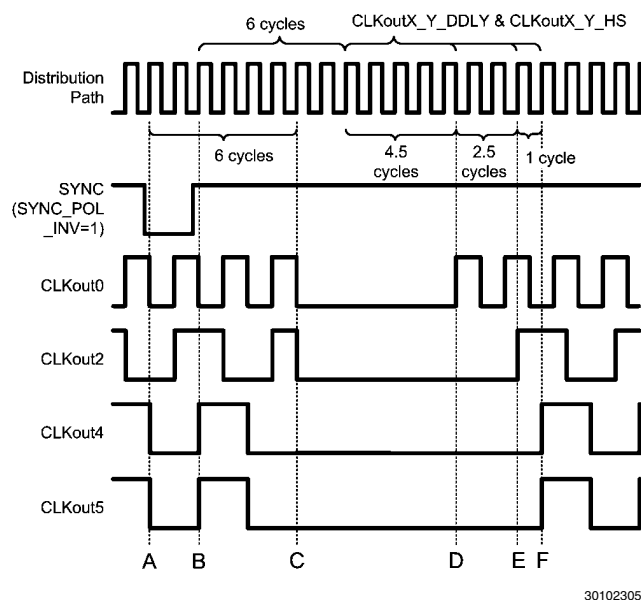 6 cycles
CLKoutX_Y_DDLY & CLKoutX_Y_HS
Distribution
Path
6 cycles
4.5
cycles
2.5
cycles
1 cycle
SYNC
(SYNC_POL
_INV=1)
CLKout0
CLKout2
CLKout4
CLKout5
A B C D E F
30102305